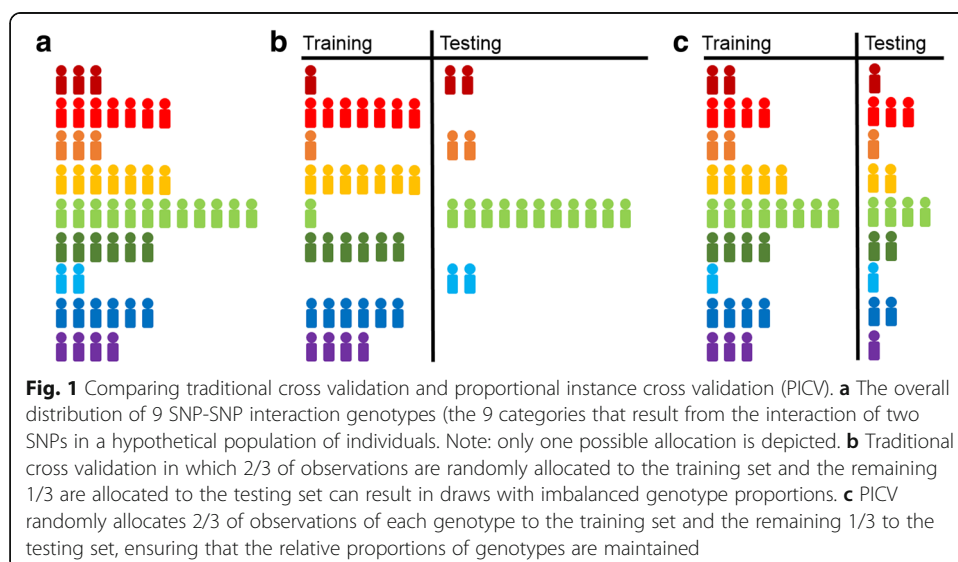 a
b
Training
Testing
c
Training
Testing
Fig. 1 Comparing traditional cross validation and proportional instance cross validation (PICV). a The overall
distribution of 9 SNP-SNP interaction genotypes (the 9 categories that result from the interaction of two
SNPs in a hypothetical population of individuals. Note: only one possible allocation is depicted. b Traditional
cross validation in which 2/3 of observations are randomly allocated to the training set and the remaining
1/3 are allocated to the testing set can result in draws with imbalanced genotype proportions. c PICV
randomly allocates 2/3 of observations of each genotype to the training set and the remaining 1/3 to the
testing set, ensuring that the relative proportions of genotypes are maintained